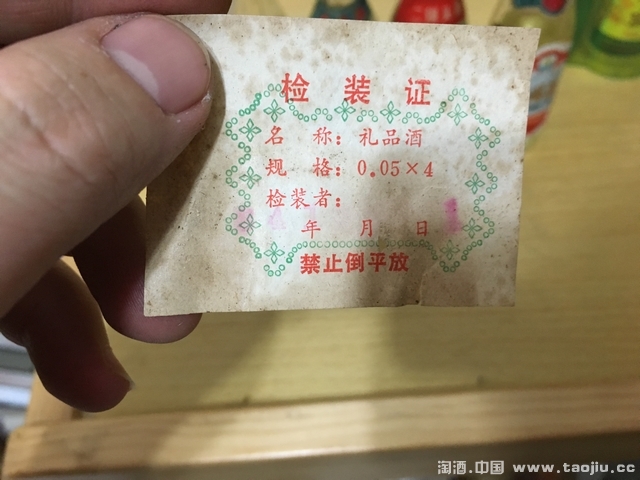 检装证
名 称：礼品酒
规 格：0.05×4
检装者：
年 月 日
禁止倒平放
淘酒.中国 www.taojiu.cc